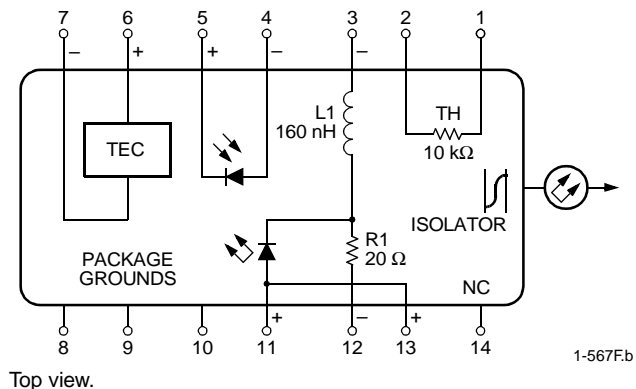 7 6 5 4 3 2 1
– + + – –
L1
160 nH
TH
10 kΩ
TEC
ISOLATOR
R1
20 Ω
PACKAGE
GROUNDS
NC
+ – +
8 9 10 11 12 13 14
1-567F.b
Top view.